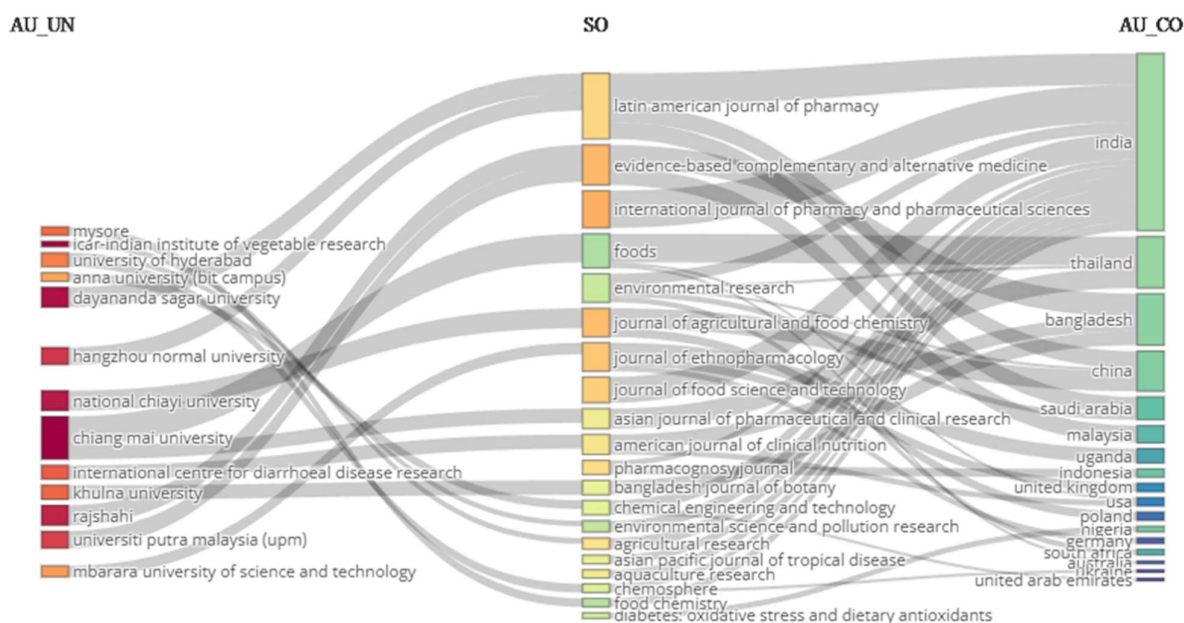 AU_UN
SO
AU_CO
mysore
icar-indian institute of vegetable research
university of hyderabad
anna university (bit campus)
dayananda sagar university
hangzhou normal university
national chiayi university
chiang mai university
international centre for diarrhoeal disease research
khulna university
rajshahi
universiti putra malaysia (upm)
mbarara university of science and technology
latin american journal of pharmacy
evidence-based complementary and alternative medicine
international journal of pharmacy and pharmaceutical sciences
foods
environmental research
journal of agricultural and food chemistry
journal of ethnopharmacology
journal of food science and technology
asian journal of pharmaceutical and clinical research
american journal of clinical nutrition
pharmacognosy journal
bangladesh journal of botany
chemical engineering and technology
environmental science and pollution research
agricultural research
asian pacific journal of tropical disease
aquaculture research
chemosphere
food chemistry
diabetes: oxidative stress and dietary antioxidants
india
thailand
bangladesh
china
saudi arabia
malaysia
uganda
indonesia
united kingdom
usa
poland
nigeria
germany
south africa
australia
ukraine
united arab emirates